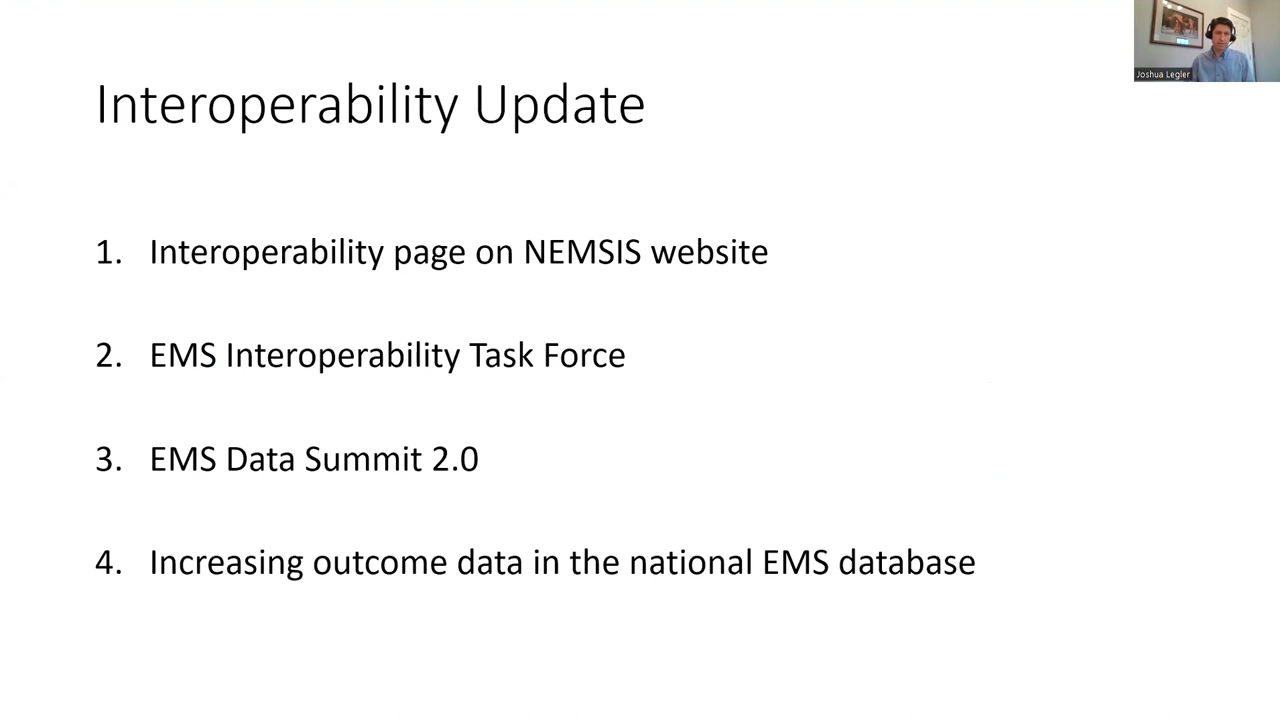 Joshua Legler
Interoperability Update
1. Interoperability page on NEMSIS website
2. EMS Interoperability Task Force
3. EMS Data Summit 2.0
4. Increasing outcome data in the national EMS database